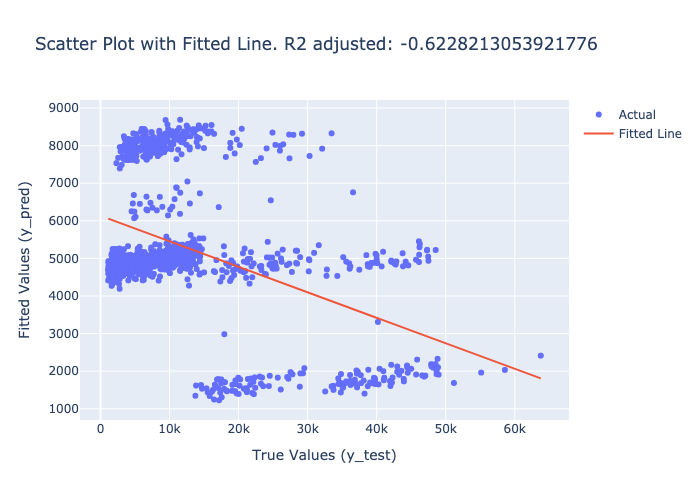 Scatter Plot with Fitted Line. R2 adjusted: -0.6228213053921776
Actual
Fitted Line
9000
8000
7000
6000
5000
4000
3000
2000
1000
Fitted Values (y_pred)
0 10k 20k 30k 40k 50k 60k
True Values (y_test)